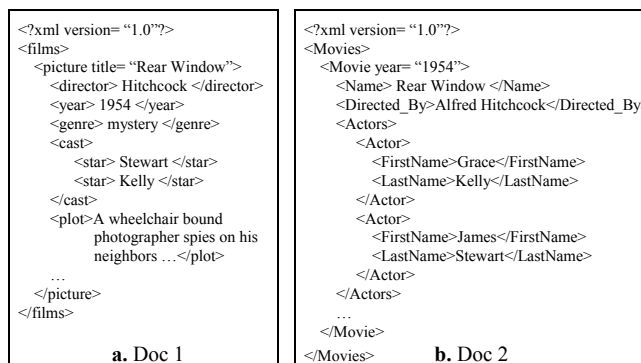 <?xml version= “1.0”?>
<films>
<picture title= “Rear Window”>
<director> Hitchcock </director>
<year> 1954 </year>
<genre> mystery </genre>
<cast>
<star> Stewart </star>
<star> Kelly </star>
</cast>
<plot>A wheelchair bound
photographer spies on his
neighbors …</plot>
…
</picture>
</films>
a. Doc 1
<?xml version= “1.0”?>
<Movies>
<Movie year= “1954”>
<Name> Rear Window </Name>
<Directed_By>Alfred Hitchcock</Directed_By
<Actors>
<Actor>
<FirstName>Grace</FirstName>
<LastName>Kelly</LastName>
</Actor>
<Actor>
<FirstName>James</FirstName>
<LastName>Stewart</LastName>
</Actor>
</Actors>
…
</Movie>
</Movies>
b. Doc 2